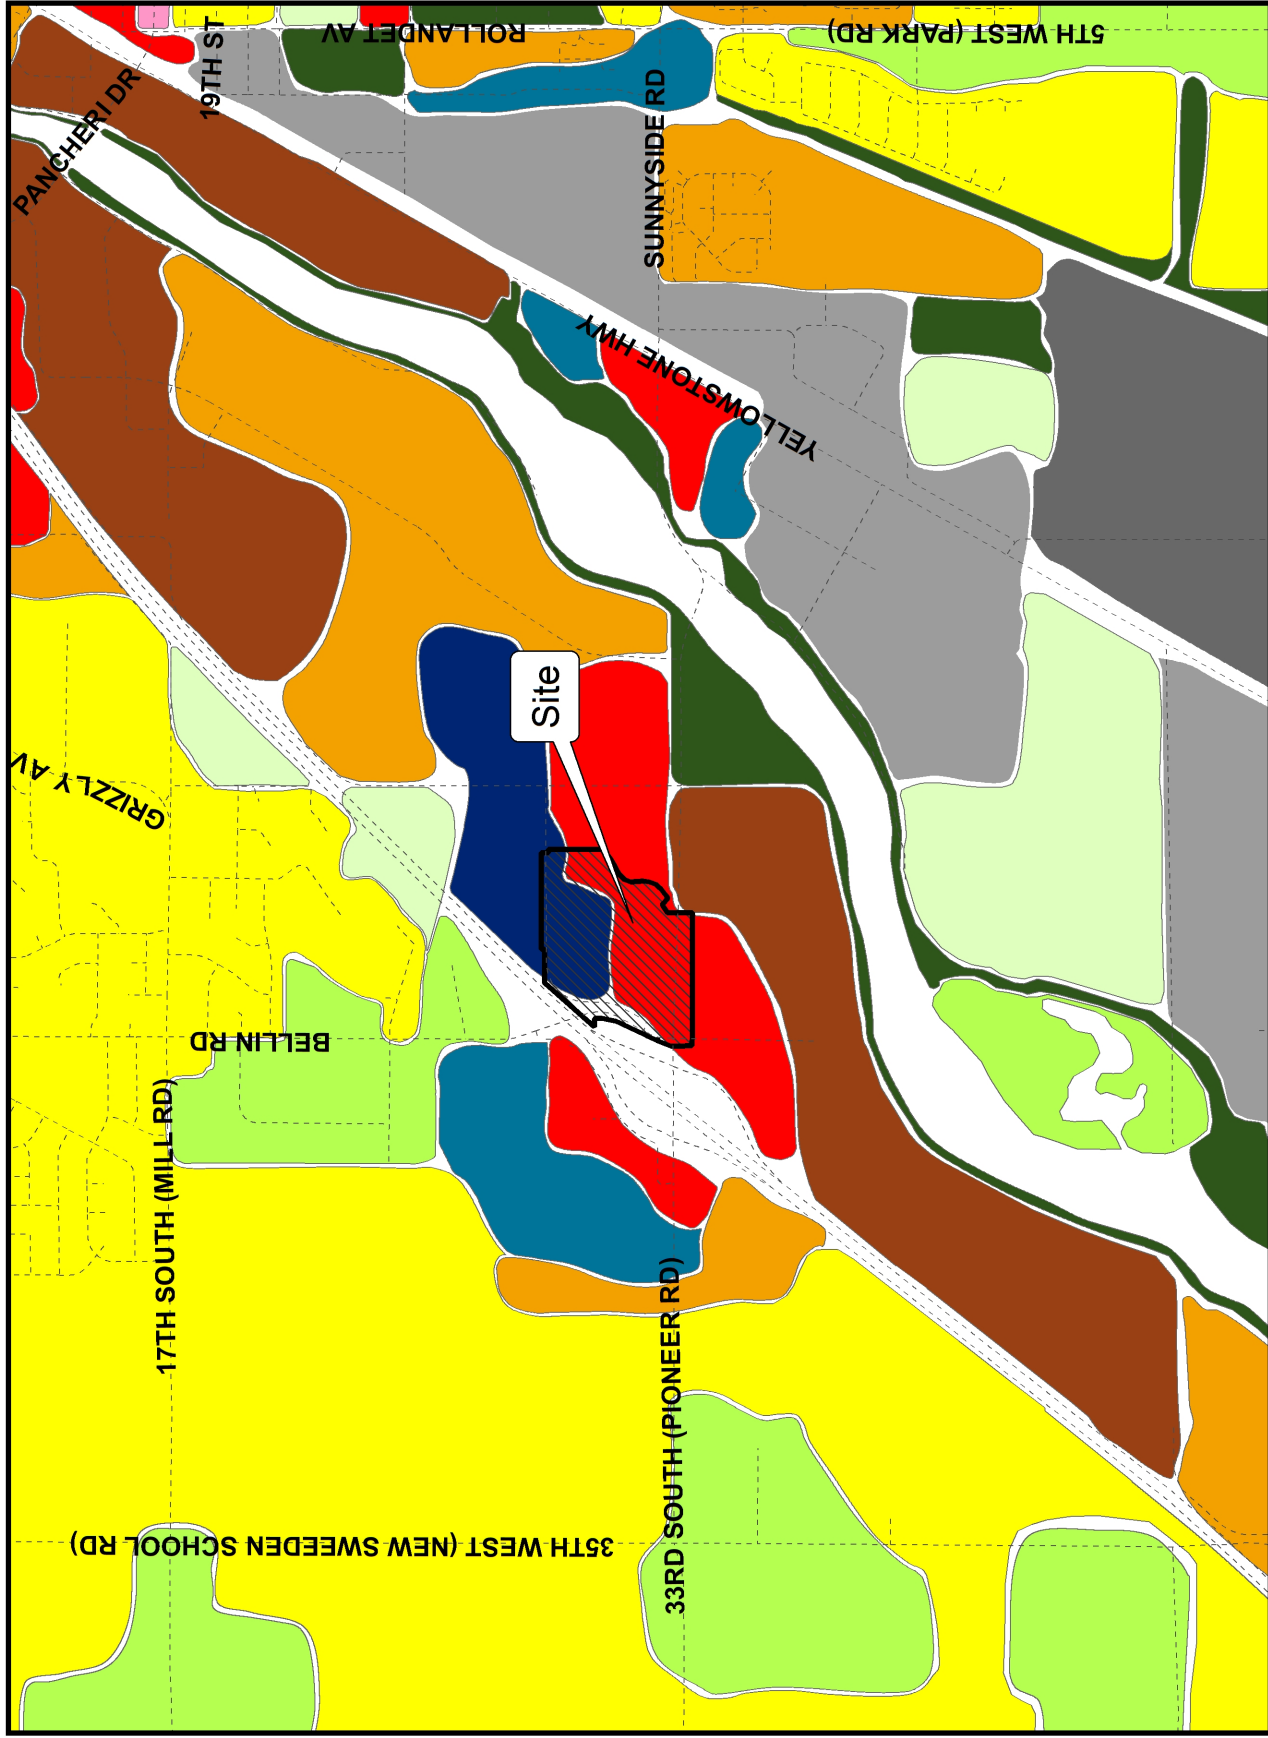 PANCHERI DR
19TH ST
ROLLANDET AV
SUNNYSIDE RD
5TH WEST (PARK RD)
YELLOWSTONE HWY
Site
GRIZZLY AV
BELLIN RD
17TH SOUTH (MILL RD)
33RD SOUTH (PIONEER RD)
35TH WEST (NEW SWEEDEN SCHOOL RD)